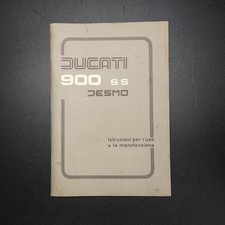 DUCATI
900 SS
DESMO
Istruzioni per l'uso
e la manutenzione